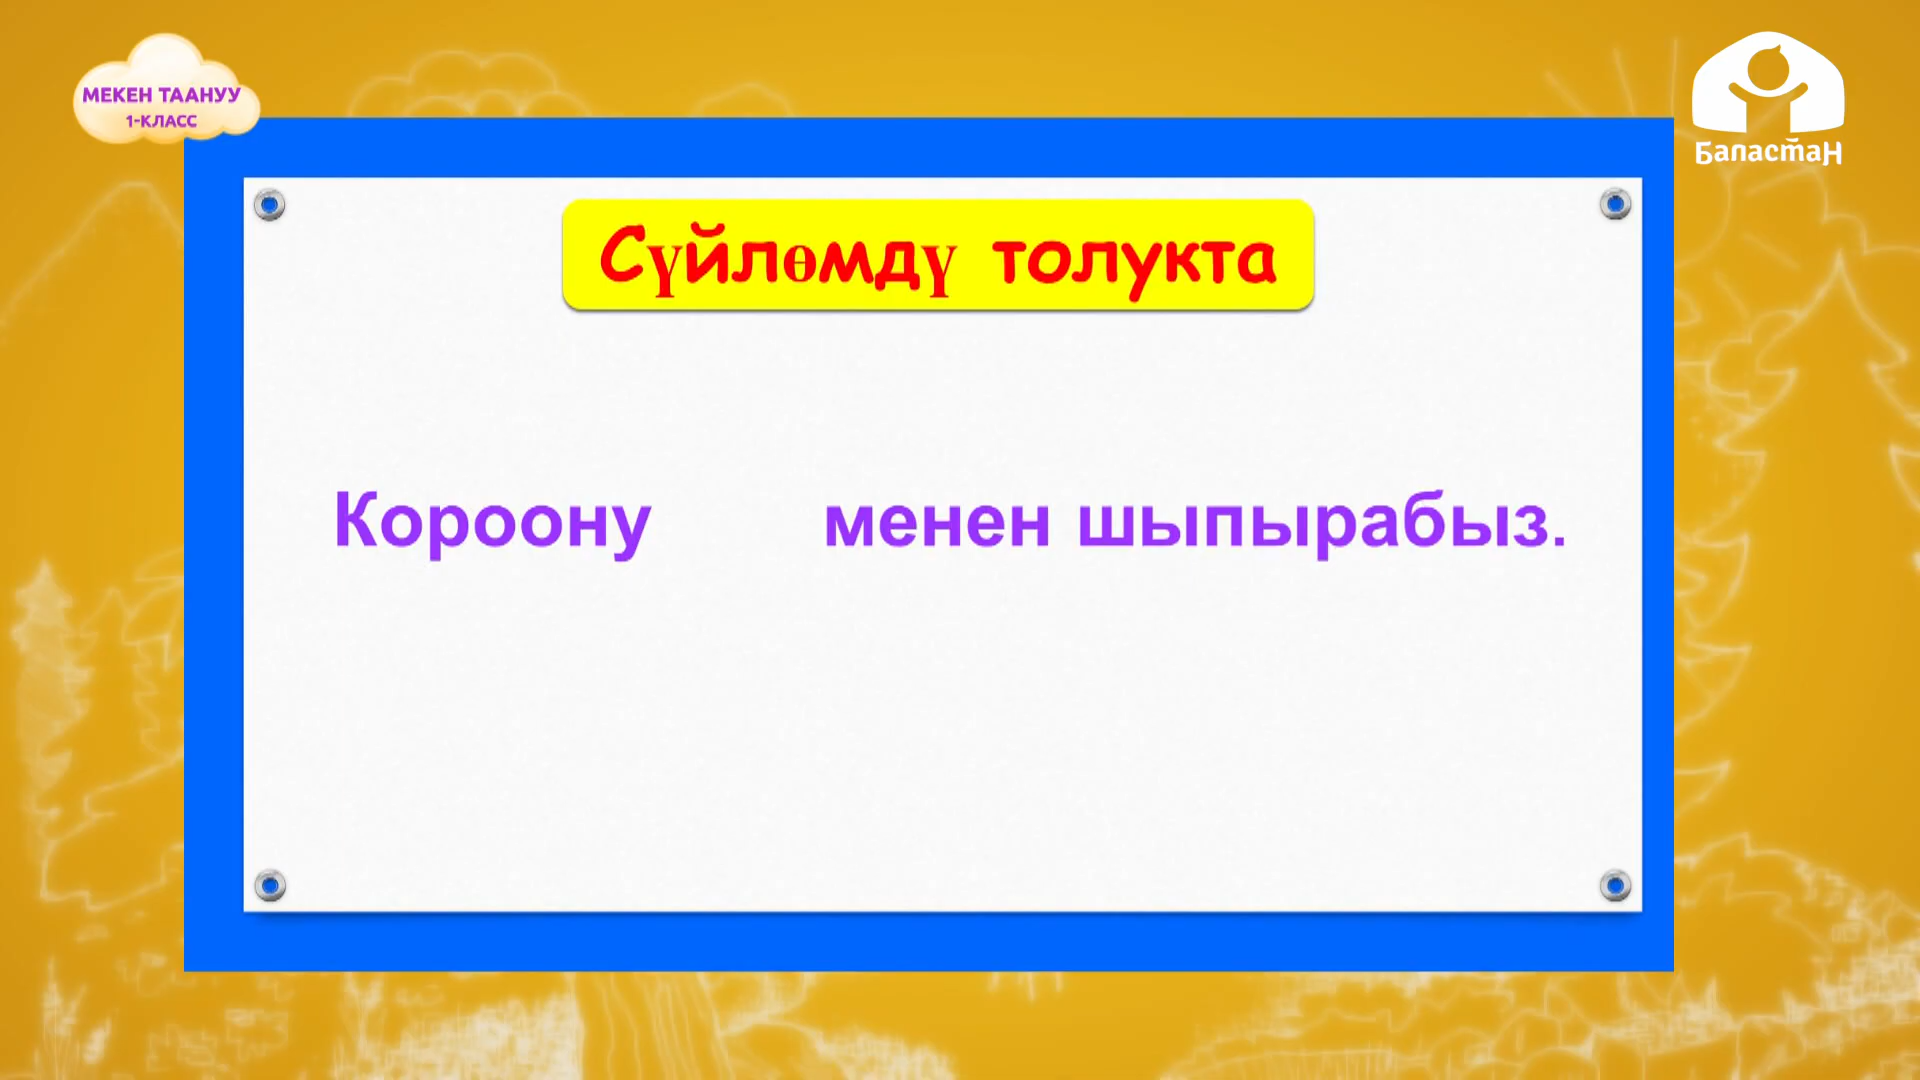 МЕКЕН ТААНУУ
1-КЛАСС
Баластан
Сүйлөмдү толукта
Короону менен шыпырабыз.